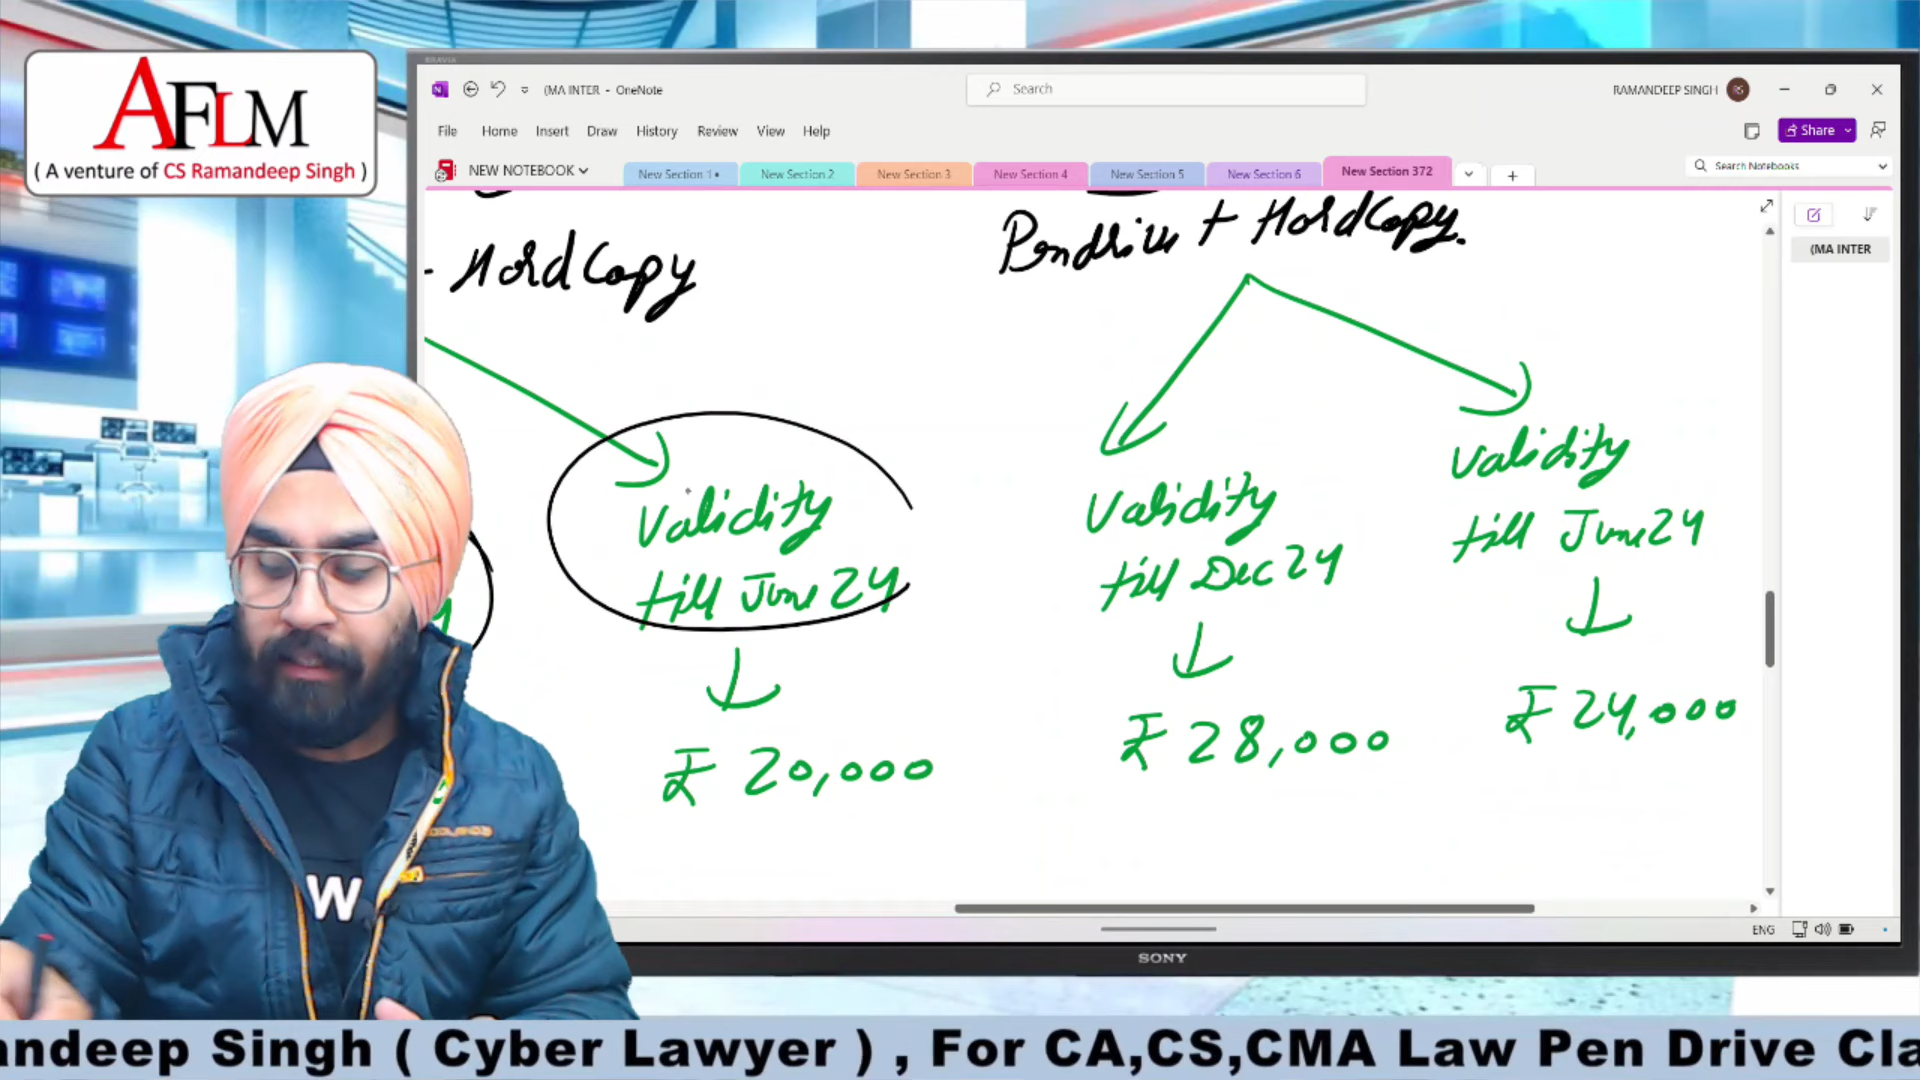 AFLM
( A venture of CS Ramandeep Singh )
BRAVIA
(MA INTER - OneNote
Search
RAMANDEEP SINGH
RS
File Home Insert Draw History Review View Help
Share
NEW NOTEBOOK
New Section 1
New Section 2
New Section 3
New Section 4
New Section 5
New Section 6
New Section 372
Search Notebooks
(MA INTER
- Hard Copy
Pendrive + Hard Copy.
Validity
till June 24
₹ 20,000
Validity
till Dec 24
₹ 28,000
Validity
till June 24
₹ 24,000
W
ENG
SONY
andeep Singh ( Cyber Lawyer ) , For CA,CS,CMA Law Pen Drive Cla